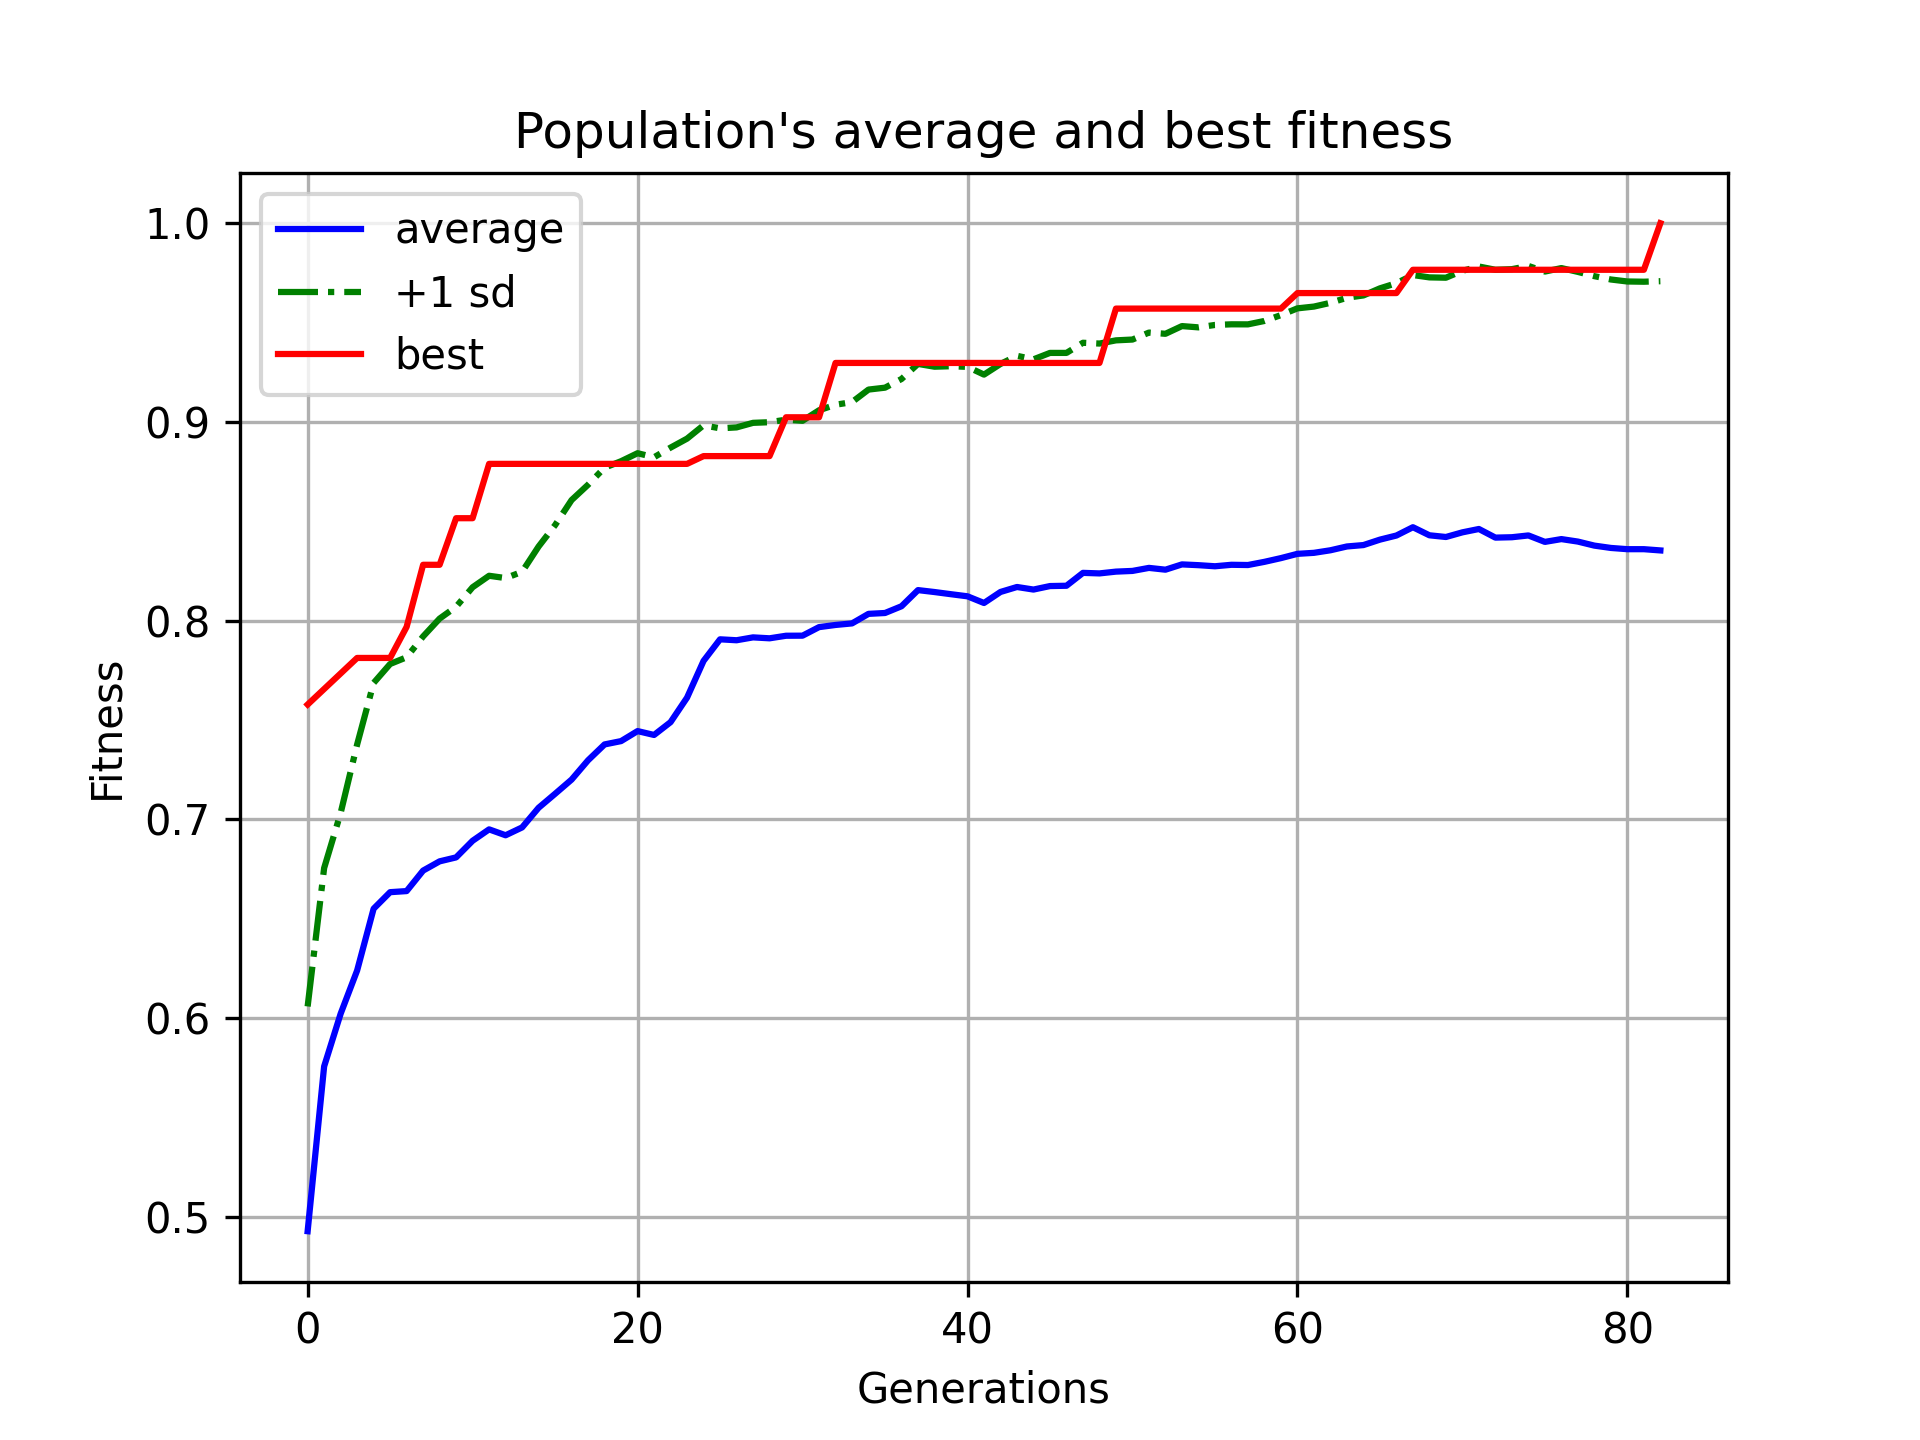 Population's average and best fitness
average
+1 sd
best
1.0
0.9
0.8
0.7
0.6
0.5
Fitness
0 20 40 60 80
Generations